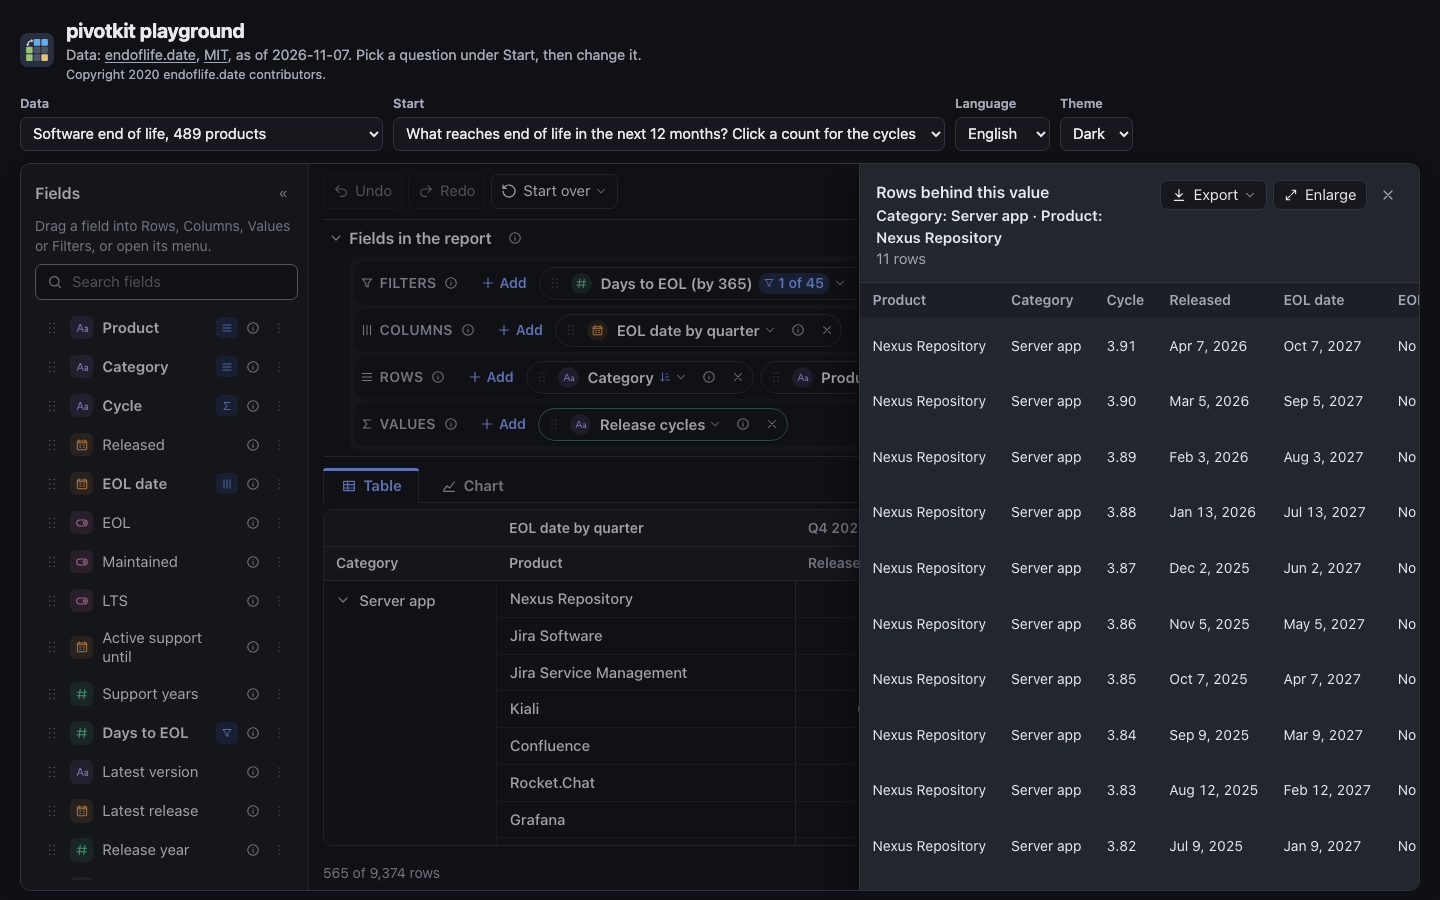 pivotkit playground
Data: endoflife.date, MIT, as of 2026-11-07. Pick a question under Start, then change it.
Copyright 2020 endoflife.date contributors.
Data
Start
Language
Theme
Software end of life, 489 products
What reaches end of life in the next 12 months? Click a count for the cycles
English
Dark
Fields
Drag a field into Rows, Columns, Values
or Filters, or open its menu.
Search fields
Aa Product
Aa Category
Aa Cycle
Released
EOL date
EOL
Maintained
LTS
Active support
until
# Support years
# Days to EOL
Aa Latest version
Latest release
# Release year
Undo
Redo
Start over
Fields in the report
FILTERS + Add # Days to EOL (by 365) 1 of 45
COLUMNS + Add EOL date by quarter
ROWS + Add Aa Category Aa
VALUES + Add Aa Release cycles
Table
Chart
EOL date by quarter
Category Product
Server app Nexus Repository
Jira Software
Jira Service Management
Kiali
Confluence
Rocket.Chat
Grafana
565 of 9,374 rows
Rows behind this value
Category: Server app · Product:
Nexus Repository
11 rows
Export
Enlarge
Product Category Cycle Released EOL date
Nexus Repository Server app 3.91 Apr 7, 2026 Oct 7, 2027 No
Nexus Repository Server app 3.90 Mar 5, 2026 Sep 5, 2027 No
Nexus Repository Server app 3.89 Feb 3, 2026 Aug 3, 2027 No
Nexus Repository Server app 3.88 Jan 13, 2026 Jul 13, 2027 No
Nexus Repository Server app 3.87 Dec 2, 2025 Jun 2, 2027 No
Nexus Repository Server app 3.86 Nov 5, 2025 May 5, 2027 No
Nexus Repository Server app 3.85 Oct 7, 2025 Apr 7, 2027 No
Nexus Repository Server app 3.84 Sep 9, 2025 Mar 9, 2027 No
Nexus Repository Server app 3.83 Aug 12, 2025 Feb 12, 2027 No
Nexus Repository Server app 3.82 Jul 9, 2025 Jan 9, 2027 No